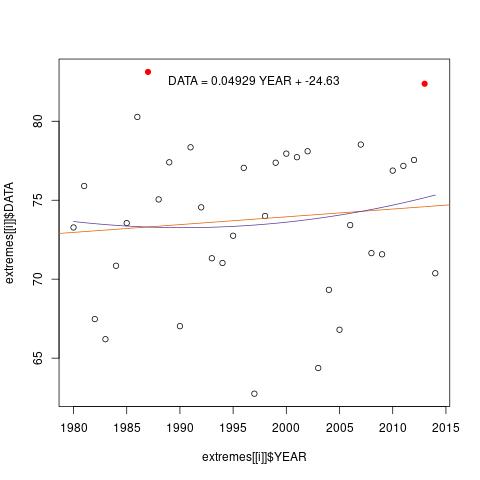 DATA = 0.04929 YEAR + -24.63
extremes[[i]]$DATA
80
75
70
65
1980 1985 1990 1995 2000 2005 2010 2015
extremes[[i]]$YEAR